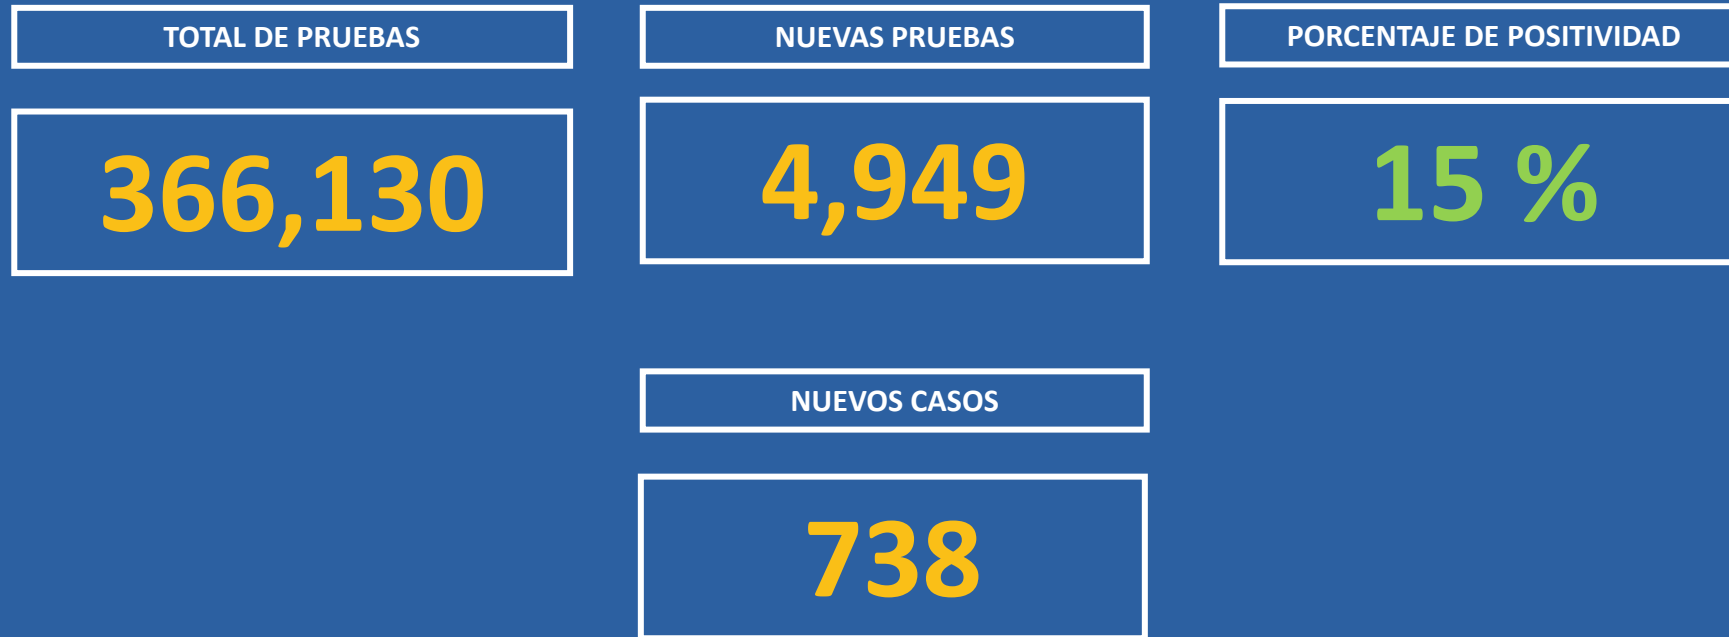 TOTAL DE PRUEBAS
366,130
NUEVAS PRUEBAS
4,949
PORCENTAJE DE POSITIVIDAD
15 %
NUEVOS CASOS
738